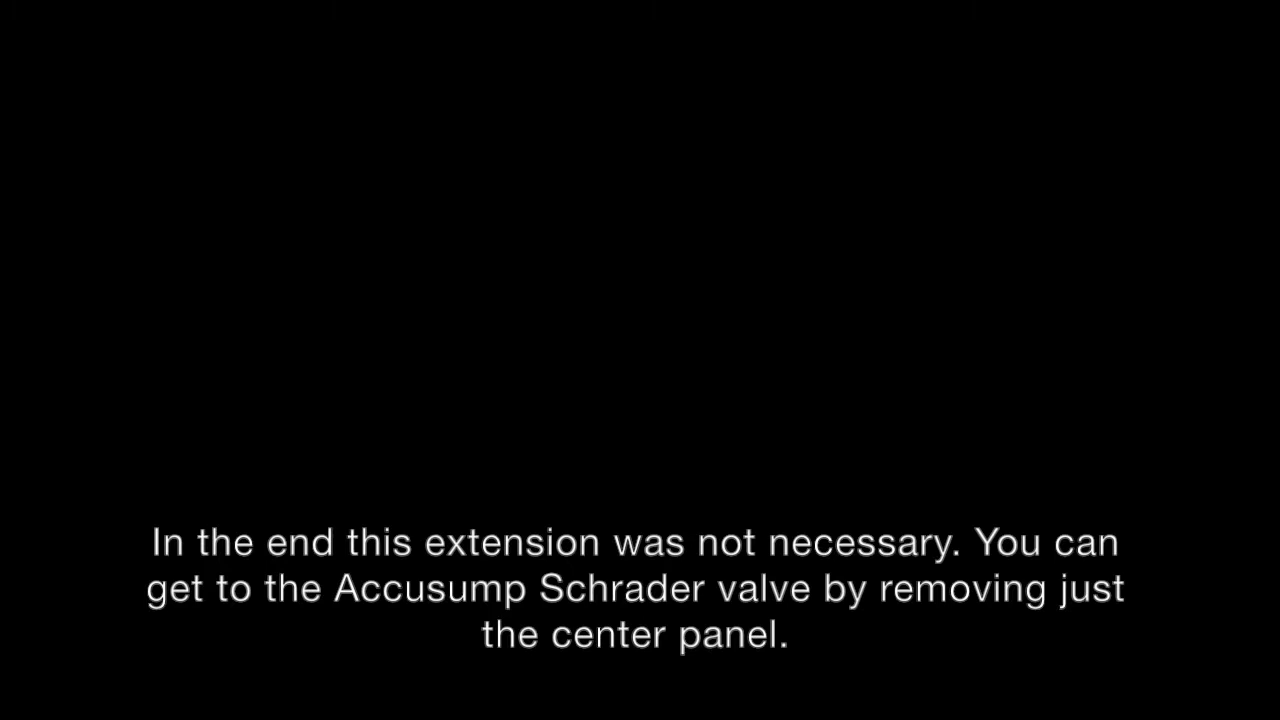 In the end this extension was not necessary. You can
get to the Accusump Schrader valve by removing just
the center panel.